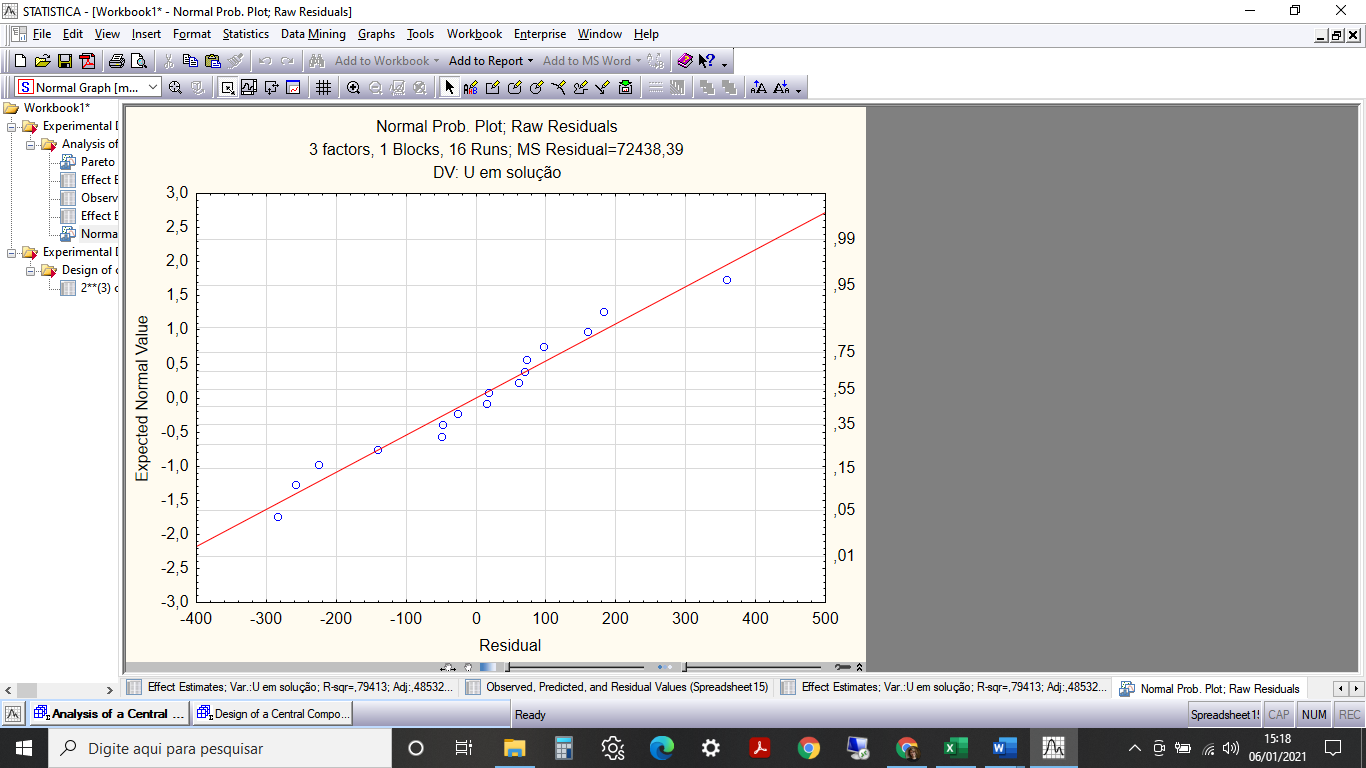 STATISTICA - [Workbook1* - Normal Prob. Plot; Raw Residuals]
File Edit View Insert Format Statistics Data Mining Graphs Tools Workbook Enterprise Window Help
Add to Workbook Add to Report Add to MS Word
Normal Graph [m...
Workbook1*
Experimental D
Analysis of
Pareto
Effect E
Observ
Effect E
Norma
Experimental D
Design of c
2**(3) c
Normal Prob. Plot; Raw Residuals
3 factors, 1 Blocks, 16 Runs; MS Residual=72438,39
DV: U em solução
3,0
2,5
2,0
1,5
1,0
0,5
0,0
-0,5
-1,0
-1,5
-2,0
-2,5
-3,0
Expected Normal Value
,99
,95
,75
,55
,35
,15
,05
,01
-400 -300 -200 -100 0 100 200 300 400 500
Residual
Effect Estimates; Var.:U em solução; R-sqr=,79413; Adj:,48532... Observed, Predicted, and Residual Values (Spreadsheet15) Effect Estimates; Var.:U em solução; R-sqr=,79413; Adj:,48532... Normal Prob. Plot; Raw Residuals
Analysis of a Central ... Design of a Central Compo... Ready Spreadsheet1! CAP NUM REC
Digite aqui para pesquisar
15:18
06/01/2021